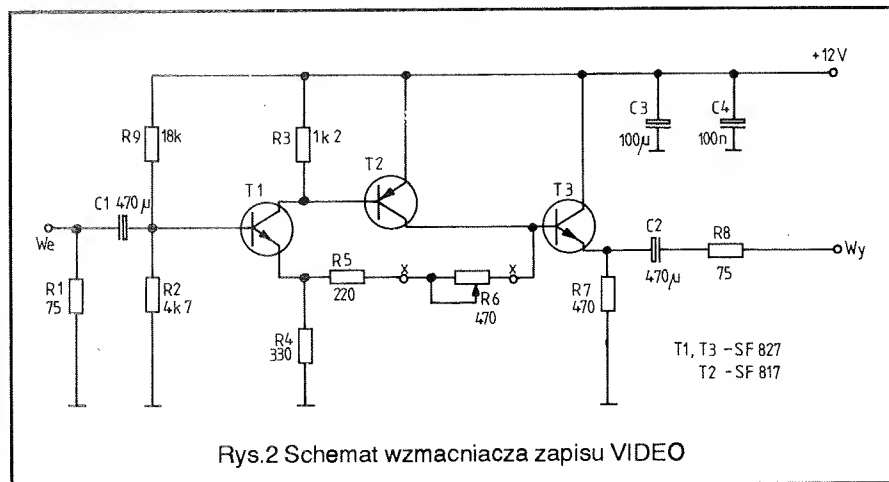 +12V
R9
18k
R3
1k2
C3
100µ
C4
100n
T2
T1
T3
C1 470µ
We
R1
75
R2
4k7
R5
220
x
x
R6
470
R4
330
C2
470µ
R8
75
Wy
R7
470
T1, T3 - SF 827
T2 - SF 817
Rys.2 Schemat wzmacniacza zapisu VIDEO